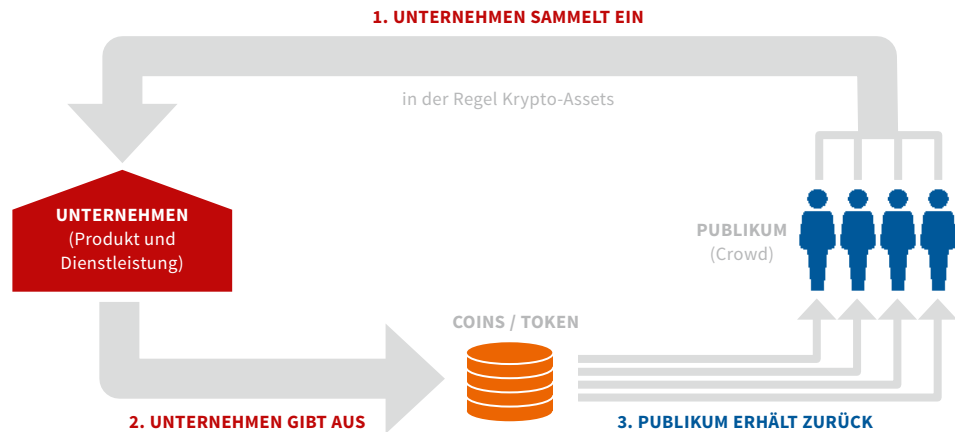 1. UNTERNEHMEN SAMMELT EIN
in der Regel Krypto-Assets
UNTERNEHMEN
(Produkt und
Dienstleistung)
PUBLIKUM
(Crowd)
COINS / TOKEN
2. UNTERNEHMEN GIBT AUS
3. PUBLIKUM ERHÄLT ZURÜCK